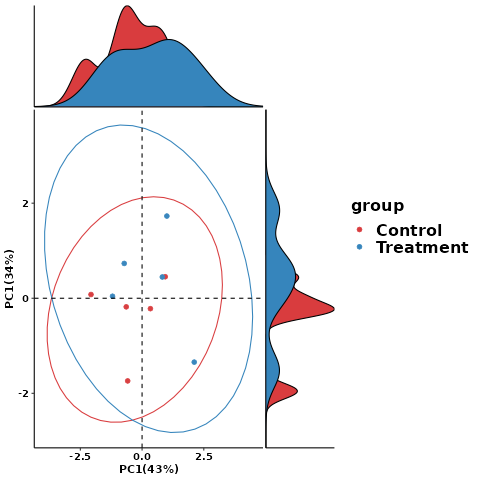 group
Control
Treatment
2
0
-2
PC1(34%)
-2.5
0.0
2.5
PC1(43%)